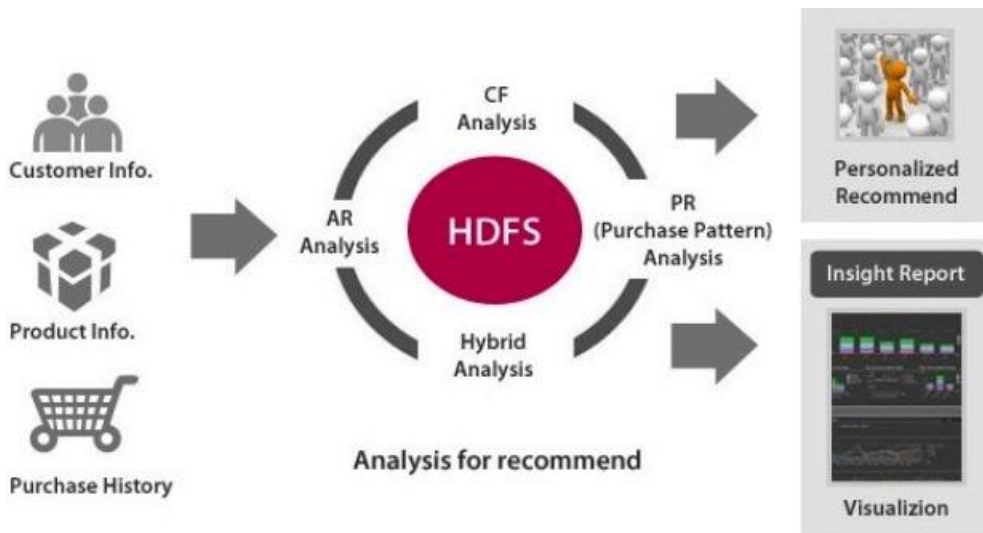 Customer Info.
Product Info.
Purchase History
CF
Analysis
AR
Analysis
HDFS
PR
(Purchase Pattern)
Analysis
Hybrid
Analysis
Analysis for recommend
Personalized
Recommend
Insight Report
Visualizion